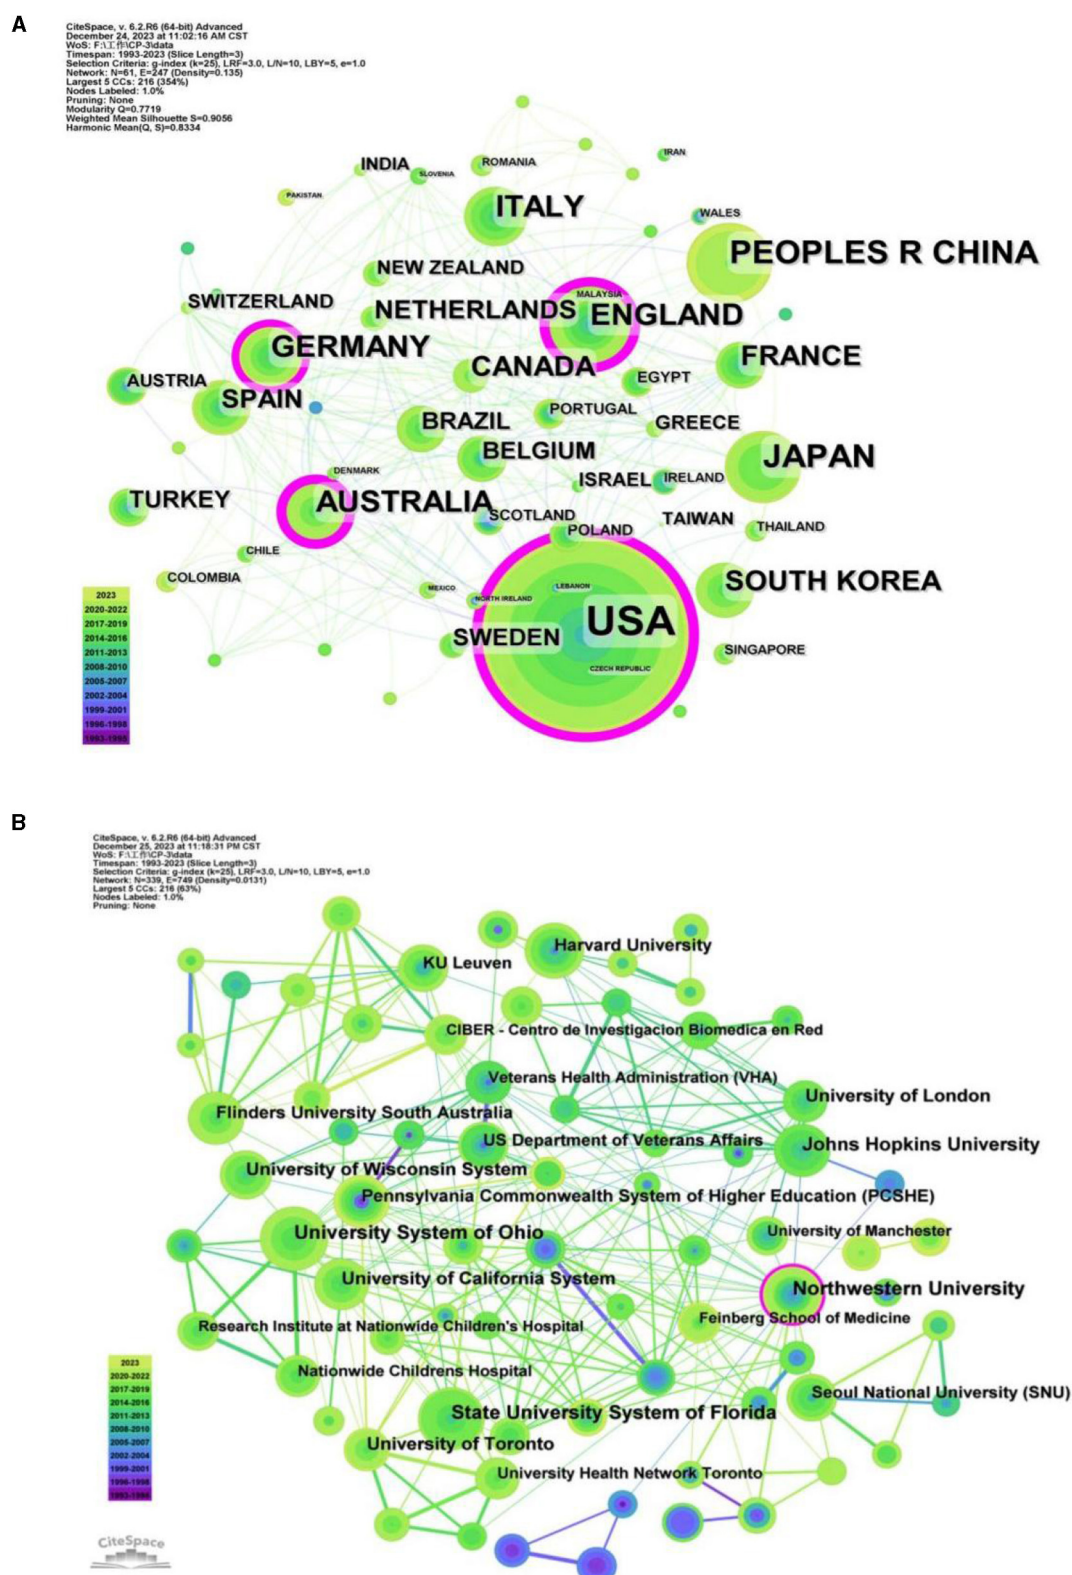 A
CiteSpace, v. 6.2.R6 (64-bit) Advanced
December 24, 2023 at 11:02:16 AM CST
WoS: F:\工作\CP-3\data
Timespan: 1993-2023 (Slice Length=3)
Selection Criteria: g-index (k=25), LRF=3.0, L/N=10, LBY=5, e=1.0
Network: N=61, E=247 (Density=0.135)
Largest 5 CCs: 216 (354%)
Nodes Labeled: 1.0%
Pruning: None
Modularity Q=0.7719
Weighted Mean Silhouette S=0.9056
Harmonic Mean(Q, S)=0.8334
IRAN
INDIA
ROMANIA
SLOVENIA
PAKISTAN
ITALY
WALES
PEOPLES R CHINA
NEW ZEALAND
MALAYSIA
SWITZERLAND
NETHERLANDS
ENGLAND
GERMANY
FRANCE
CANADA
AUSTRIA
EGYPT
SPAIN
PORTUGAL
BRAZIL
GREECE
BELGIUM
JAPAN
DENMARK
ISRAEL
IRELAND
TURKEY
AUSTRALIA
SCOTLAND
TAIWAN
POLAND
THAILAND
CHILE
COLOMBIA
SOUTH KOREA
MEXICO
LEBANON
NORTH IRELAND
USA
SWEDEN
SINGAPORE
CZECH REPUBLIC
2023
2020-2022
2017-2019
2014-2016
2011-2013
2008-2010
2005-2007
2002-2004
1999-2001
1996-1998
1993-1995
B
CiteSpace, v. 6.2.R6 (64-bit) Advanced
December 25, 2023 at 11:18:31 PM CST
WoS: F:\工作\CP-3\data
Timespan: 1993-2023 (Slice Length=3)
Selection Criteria: g-index (k=25), LRF=3.0, L/N=10, LBY=5, e=1.0
Network: N=339, E=749 (Density=0.0131)
Largest 5 CCs: 216 (63%)
Nodes Labeled: 1.0%
Pruning: None
Harvard University
KU Leuven
CIBER - Centro de Investigacion Biomedica en Red
Veterans Health Administration (VHA)
University of London
Flinders University South Australia
US Department of Veterans Affairs
Johns Hopkins University
University of Wisconsin System
Pennsylvania Commonwealth System of Higher Education (PCSHE)
University System of Ohio
University of Manchester
University of California System
Northwestern University
Feinberg School of Medicine
Research Institute at Nationwide Children's Hospital
Nationwide Childrens Hospital
Seoul National University (SNU)
State University System of Florida
University of Toronto
University Health Network Toronto
2023
2020-2022
2017-2019
2014-2016
2011-2013
2008-2010
2005-2007
2002-2004
1999-2001
1996-1998
1993-1995
CiteSpace